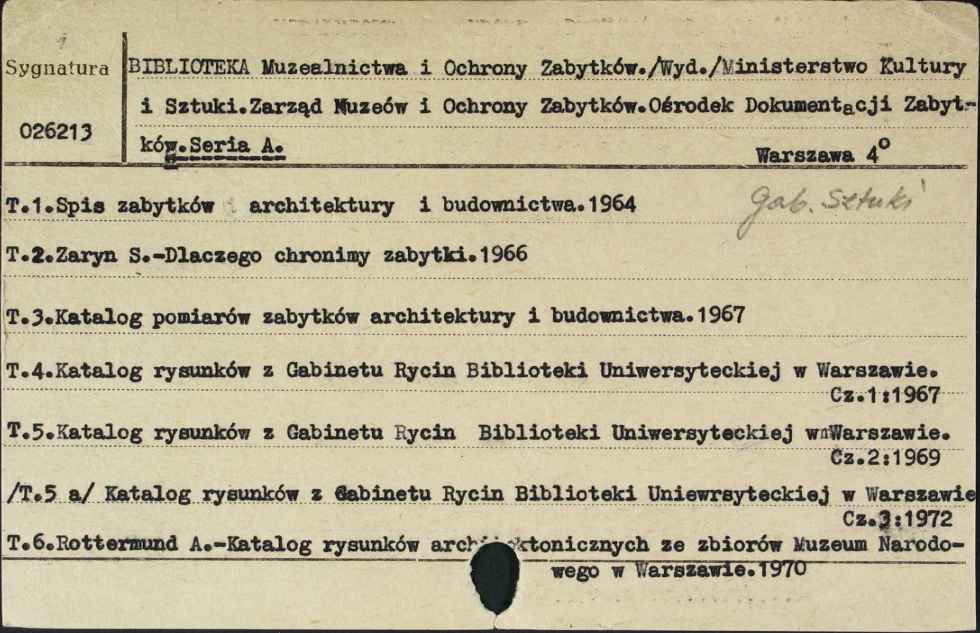 Sygnatura
026213
BIBLIOTEKA Muzealnictwa i Ochrony Zabytków./Wyd./Ministerstwo Kultury
i Sztuki.Zarząd Muzeów i Ochrony Zabytków.Ośrodek Dokumentacji Zabyt-
ków.Seria A.
Warszawa 4°
Gab. Sztuki
T.1.Spis zabytków architektury i budownictwa.1964
T.2.Zaryn S.-Dlaczego chronimy zabytki.1966
T.3.Katalog pomiarów zabytków architektury i budownictwa.1967
T.4.Katalog rysunków z Gabinetu Rycin Biblioteki Uniwersyteckiej w Warszawie.
Cz.1:1967
T.5.Katalog rysunków z Gabinetu Rycin Biblioteki Uniwersyteckiej w Warszawie.
Cz.2:1969
/T.5 a/ Katalog rysunków z Gabinetu Rycin Biblioteki Uniewrsyteckiej w Warszawie
Cz.3:1972
T.6.Rottermund A.-Katalog rysunków architektonicznych ze zbiorów Muzeum Narodo-
wego w Warszawie.1970